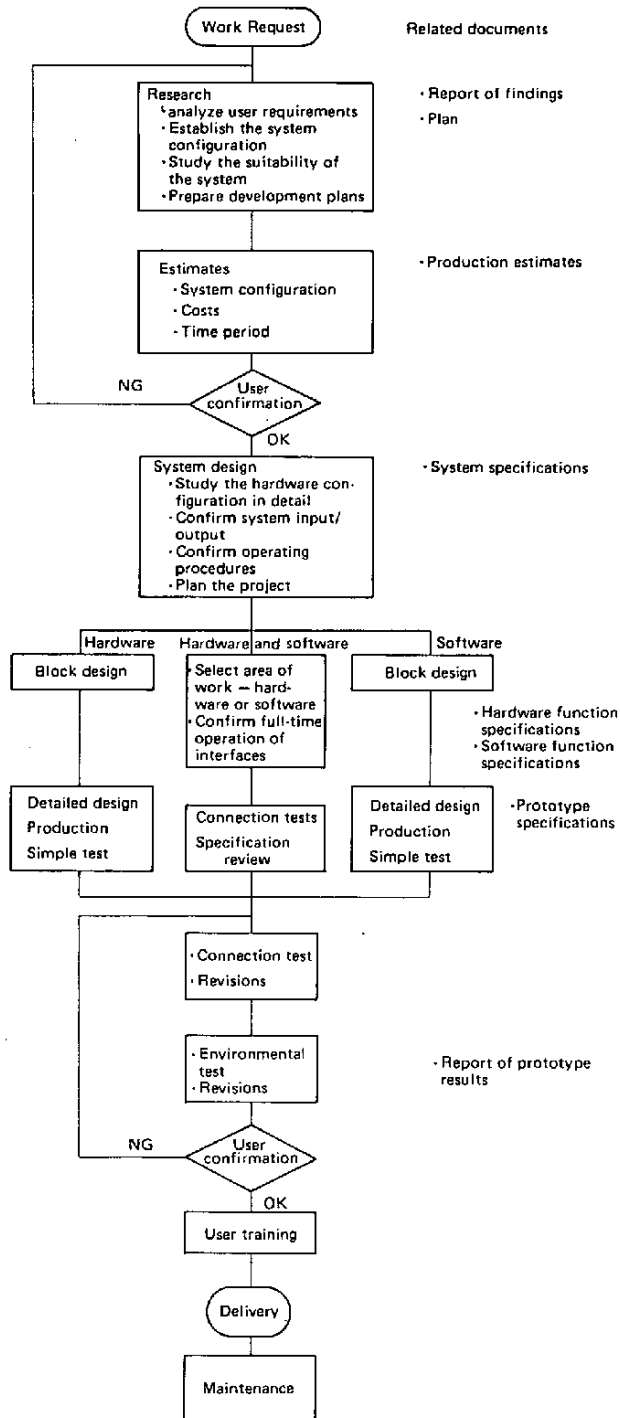 Work Request
Related documents
Research
·analyze user requirements
·Establish the system
configuration
·Study the suitability of
the system
·Prepare development plans
·Report of findings
·Plan
Estimates
·System configuration
·Costs
·Time period
·Production estimates
NG
User
confirmation
OK
System design
·Study the hardware con-
figuration in detail
·Confirm system input/
output
·Confirm operating
procedures
·Plan the project
·System specifications
Hardware
Hardware and software
Software
Block design
·Select area of
work — hard-
ware or software
·Confirm full-time
operation of
interfaces
Block design
·Hardware function
specifications
·Software function
specifications
Detailed design
Production
Simple test
Connection tests
Specification
review
Detailed design
Production
Simple test
·Prototype
specifications
·Connection test
·Revisions
·Environmental
test
·Revisions
·Report of prototype
results
NG
User
confirmation
OK
User training
Delivery
Maintenance